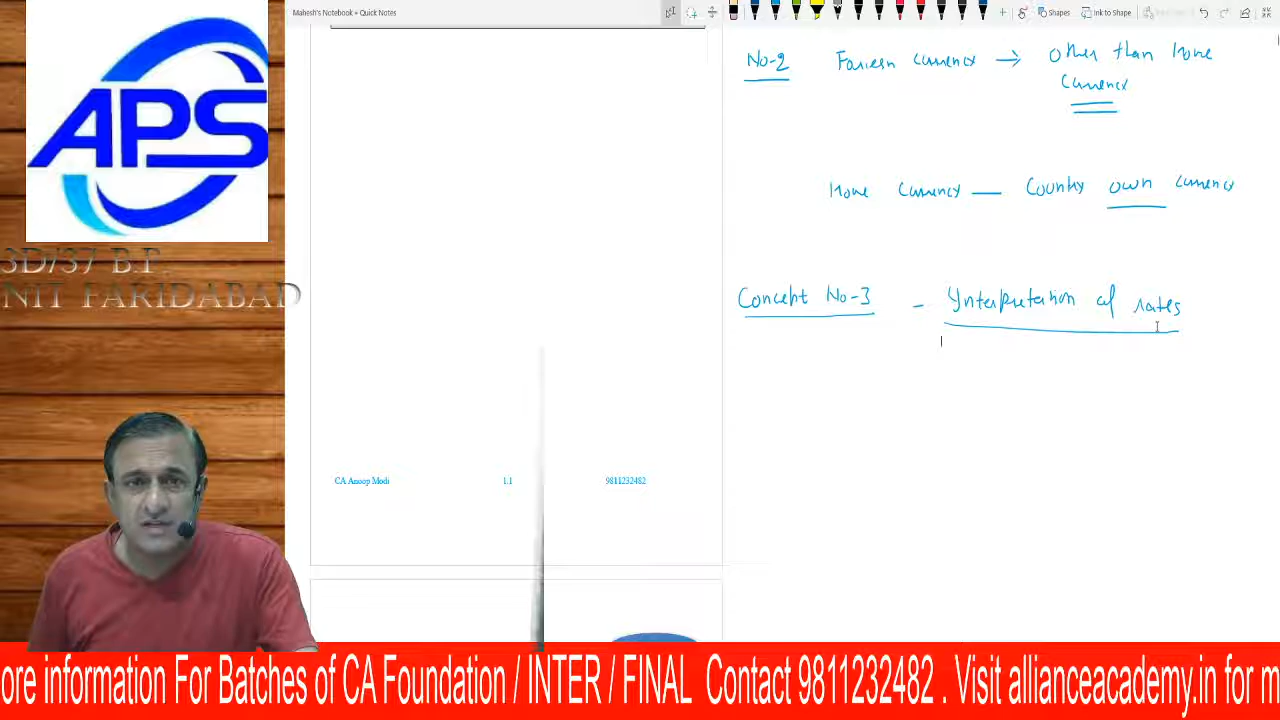 Mahesh's Notebook + Quick Notes
Shapes
Ink to Shape
APS
3D/37 B.P.
NIT FARIDABAD
No-2 Foriesn currency → other than Home
Currency
Home Currency — Country own currency
Concept No-3 - Interpretation of rates
CA Anoop Modi 1.1 9811232482
ore information For Batches of CA Foundation / INTER / FINAL Contact 9811232482 . Visit allianceacademy.in for m